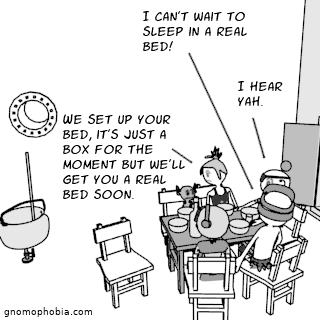 I CAN'T WAIT TO
SLEEP IN A REAL
BED!
I HEAR
YAH.
WE SET UP YOUR
BED, IT'S JUST A
BOX FOR THE
MOMENT BUT WE'LL
GET YOU A REAL
BED SOON.
gnomophobia.com